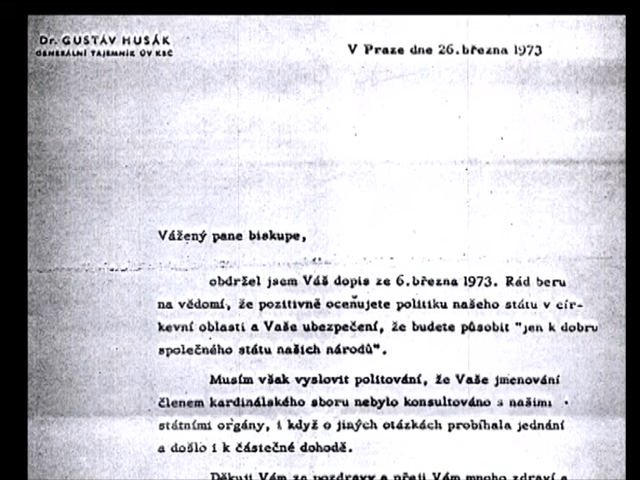 Dr. GUSTÁV HUSÁK
GENERÁLNÍ TAJEMNÍK ÚV KSČ
V Praze dne 26.března 1973
Vážený pane biskupe,
obdržel jsem Váš dopis ze 6.března 1973. Rád beru
na vědomí, že pozitivně oceňujete politiku našeho státu v cír-
kevní oblasti a Vaše ubezpečení, že budete působit "jen k dobru
společného státu našich národů".
Musím však vyslovit politování, že Vaše jmenování
členem kardinálského sboru nebylo konsultováno s našimi
státními orgány, i když o jiných otázkách probíhala jednání
a došlo i k částečné dohodě.
Děkuji Vám za pozdravy a přeji Vám mnoho zdraví a